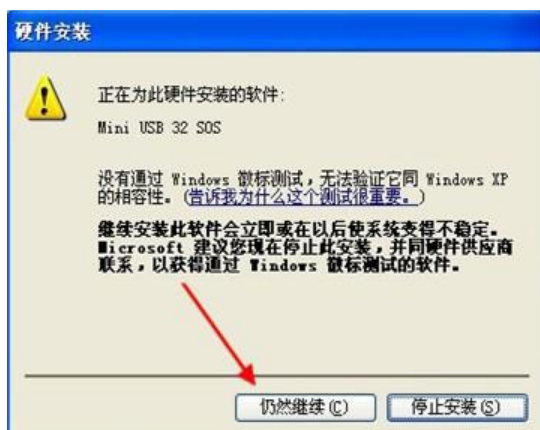 硬件安装
正在为此硬件安装的软件:
Mini USB 32 SOS
没有通过 Windows 徽标测试，无法验证它同 Windows XP
的相容性。(告诉我为什么这个测试很重要。)
继续安装此软件会立即或在以后使系统变得不稳定。
Microsoft 建议您现在停止此安装，并同硬件供应商
联系，以获得通过 Windows 徽标测试的软件。
仍然继续(C)
停止安装(S)